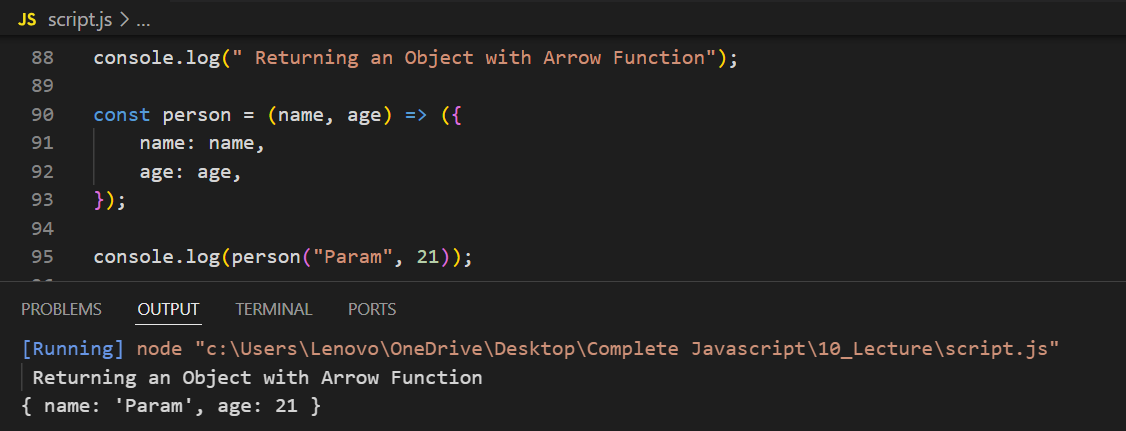 JS script.js > ...
88 console.log(" Returning an Object with Arrow Function");
89
90 const person = (name, age) => ({
91     name: name,
92     age: age,
93 });
94
95 console.log(person("Param", 21));
PROBLEMS OUTPUT TERMINAL PORTS
[Running] node "c:\Users\Lenovo\OneDrive\Desktop\Complete Javascript\10_Lecture\script.js"
 Returning an Object with Arrow Function
{ name: 'Param', age: 21 }